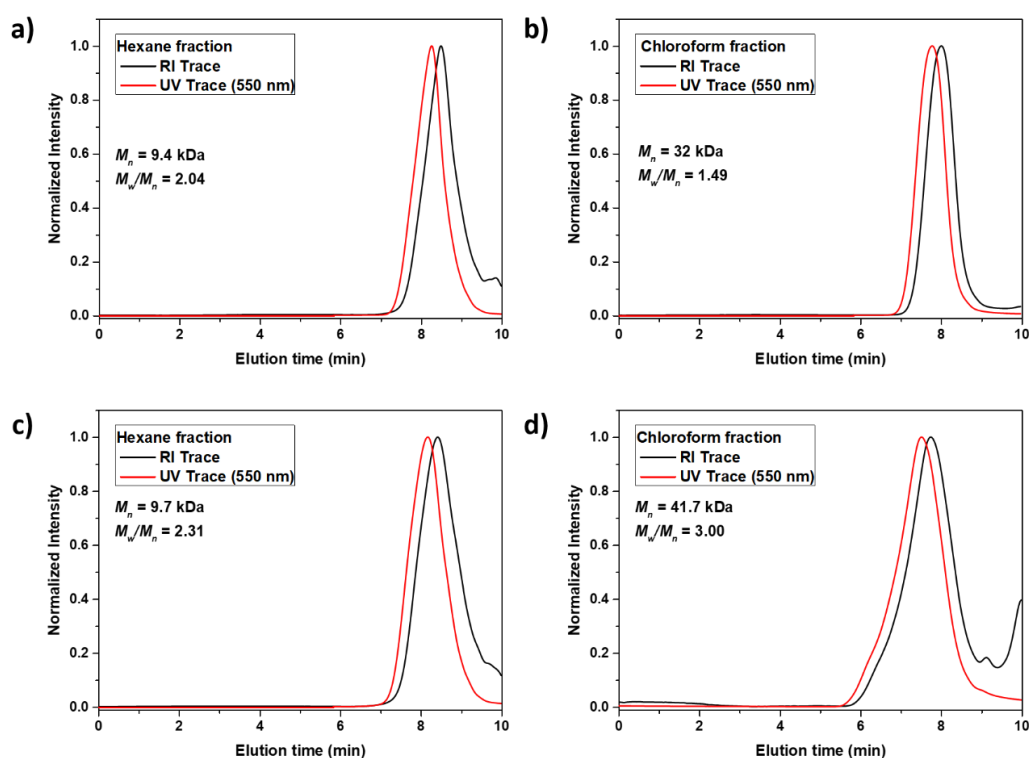 a)
Hexane fraction
RI Trace
UV Trace (550 nm)
Mn = 9.4 kDa
Mw/Mn = 2.04
Normalized Intensity
1.0
0.8
0.6
0.4
0.2
0.0
0 2 4 6 8 10
Elution time (min)
b)
Chloroform fraction
RI Trace
UV Trace (550 nm)
Mn = 32 kDa
Mw/Mn = 1.49
Normalized Intensity
1.0
0.8
0.6
0.4
0.2
0.0
0 2 4 6 8 10
Elution time (min)
c)
Hexane fraction
RI Trace
UV Trace (550 nm)
Mn = 9.7 kDa
Mw/Mn = 2.31
Normalized Intensity
1.0
0.8
0.6
0.4
0.2
0.0
0 2 4 6 8 10
Elution time (min)
d)
Chloroform fraction
RI Trace
UV Trace (550 nm)
Mn = 41.7 kDa
Mw/Mn = 3.00
Normalized Intensity
1.0
0.8
0.6
0.4
0.2
0.0
0 2 4 6 8 10
Elution time (min)